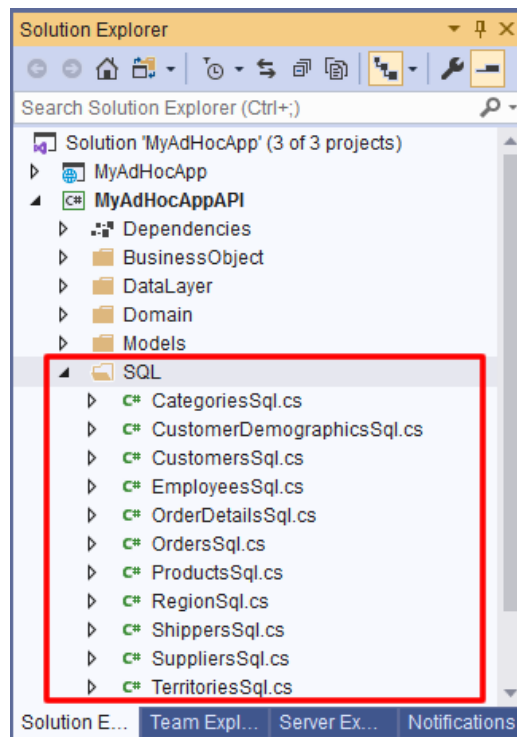 Solution Explorer
Search Solution Explorer (Ctrl+;)
Solution 'MyAdHocApp' (3 of 3 projects)
MyAdHocApp
C# MyAdHocAppAPI
Dependencies
BusinessObject
DataLayer
Domain
Models
SQL
C# CategoriesSql.cs
C# CustomerDemographicsSql.cs
C# CustomersSql.cs
C# EmployeesSql.cs
C# OrderDetailsSql.cs
C# OrdersSql.cs
C# ProductsSql.cs
C# RegionSql.cs
C# ShippersSql.cs
C# SuppliersSql.cs
C# TerritoriesSql.cs
Solution E... Team Expl... Server Ex... Notifications